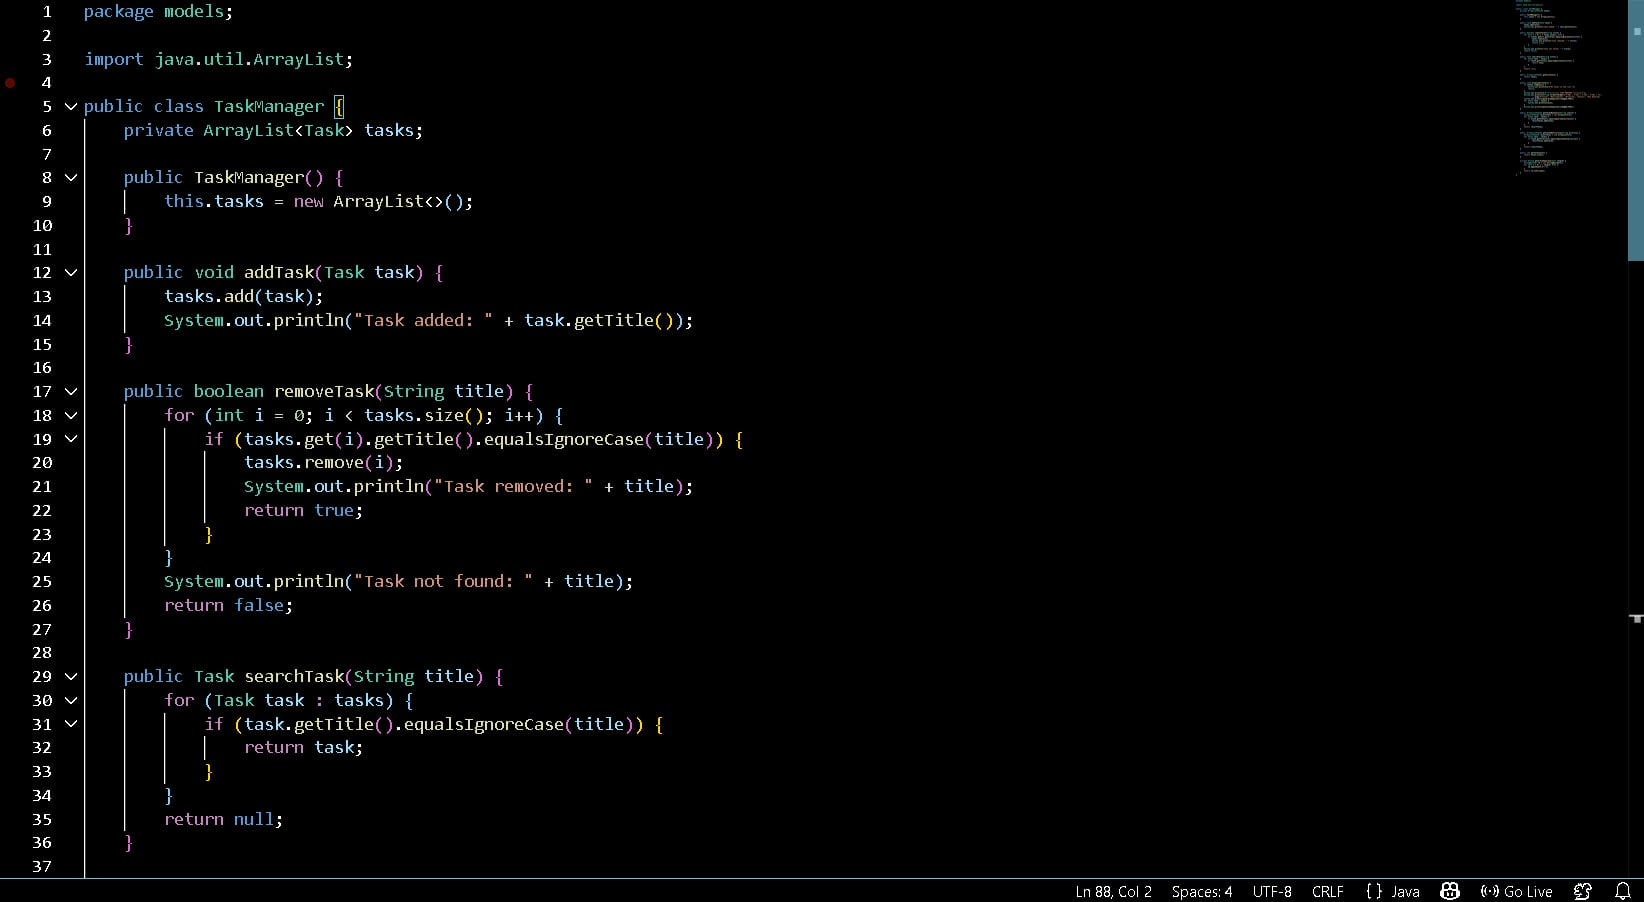 1 package models;
2
3 import java.util.ArrayList;
4
5 public class TaskManager {
6     private ArrayList<Task> tasks;
7
8     public TaskManager() {
9         this.tasks = new ArrayList<>();
10     }
11
12     public void addTask(Task task) {
13         tasks.add(task);
14         System.out.println("Task added: " + task.getTitle());
15     }
16
17     public boolean removeTask(String title) {
18         for (int i = 0; i < tasks.size(); i++) {
19             if (tasks.get(i).getTitle().equalsIgnoreCase(title)) {
20                 tasks.remove(i);
21                 System.out.println("Task removed: " + title);
22                 return true;
23             }
24         }
25         System.out.println("Task not found: " + title);
26         return false;
27     }
28
29     public Task searchTask(String title) {
30         for (Task task : tasks) {
31             if (task.getTitle().equalsIgnoreCase(title)) {
32                 return task;
33             }
34         }
35         return null;
36     }
37
Ln 88, Col 2 Spaces: 4 UTF-8 CRLF {} Java Go Live